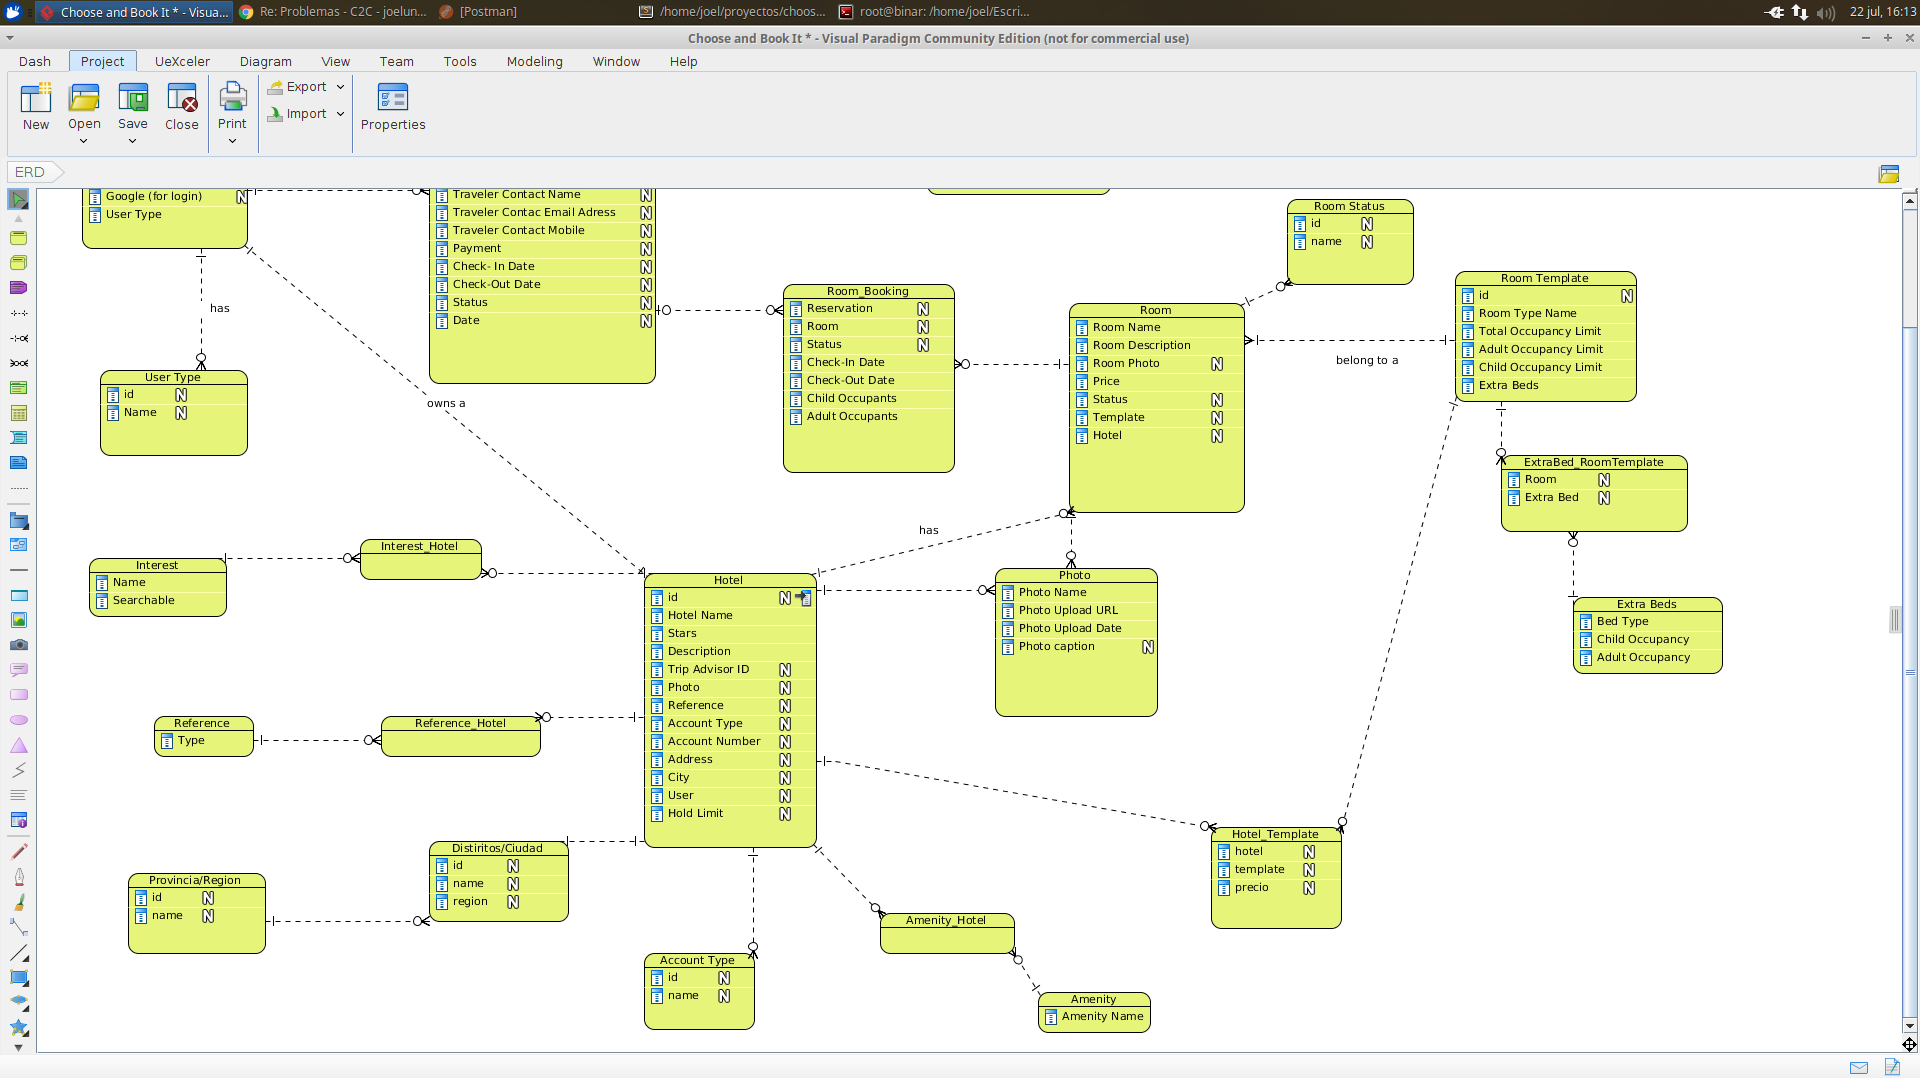 Choose and Book It * - Visua...
Re: Problemas - C2C - joelun...
[Postman]
/home/joel/proyectos/choos...
root@binar: /home/joel/Escri...
22 jul, 16:13
Choose and Book It * - Visual Paradigm Community Edition (not for commercial use)
Dash Project UeXceler Diagram View Team Tools Modeling Window Help
New Open Save Close Print Export Import Properties
ERD
Google (for login) N
User Type
has
User Type
id N
Name N
Traveler Contact Name N
Traveler Contac Email Adress N
Traveler Contact Mobile N
Payment N
Check- In Date N
Check-Out Date N
Status N
Date N
owns a
Room_Booking
Reservation N
Room N
Status N
Check-In Date
Check-Out Date
Child Occupants
Adult Occupants
Room
Room Name
Room Description
Room Photo N
Price
Status N
Template N
Hotel N
Room Status
id N
name N
Room Template
id N
Room Type Name
Total Occupancy Limit
Adult Occupancy Limit
Child Occupancy Limit
Extra Beds
belong to a
ExtraBed_RoomTemplate
Room N
Extra Bed N
Extra Beds
Bed Type
Child Occupancy
Adult Occupancy
has
Interest_Hotel
Interest
Name
Searchable
Hotel
id N
Hotel Name
Stars
Description
Trip Advisor ID N
Photo N
Reference N
Account Type N
Account Number N
Address N
City N
User N
Hold Limit N
Photo
Photo Name
Photo Upload URL
Photo Upload Date
Photo caption N
Reference
Type
Reference_Hotel
Distiritos/Ciudad
id N
name N
region N
Provincia/Region
id N
name N
Account Type
id N
name N
Amenity_Hotel
Amenity
Amenity Name
Hotel_Template
hotel N
template N
precio N